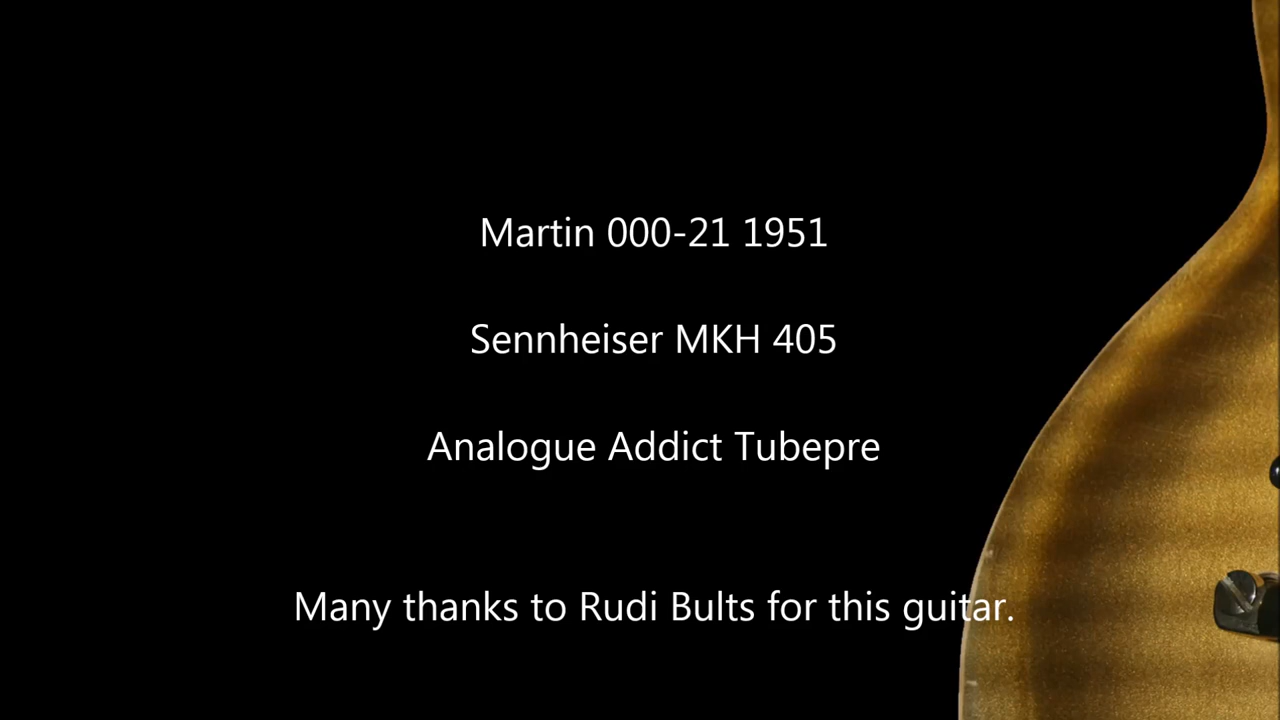 Martin 000-21 1951
Sennheiser MKH 405
Analogue Addict Tubepre
Many thanks to Rudi Bults for this guitar.